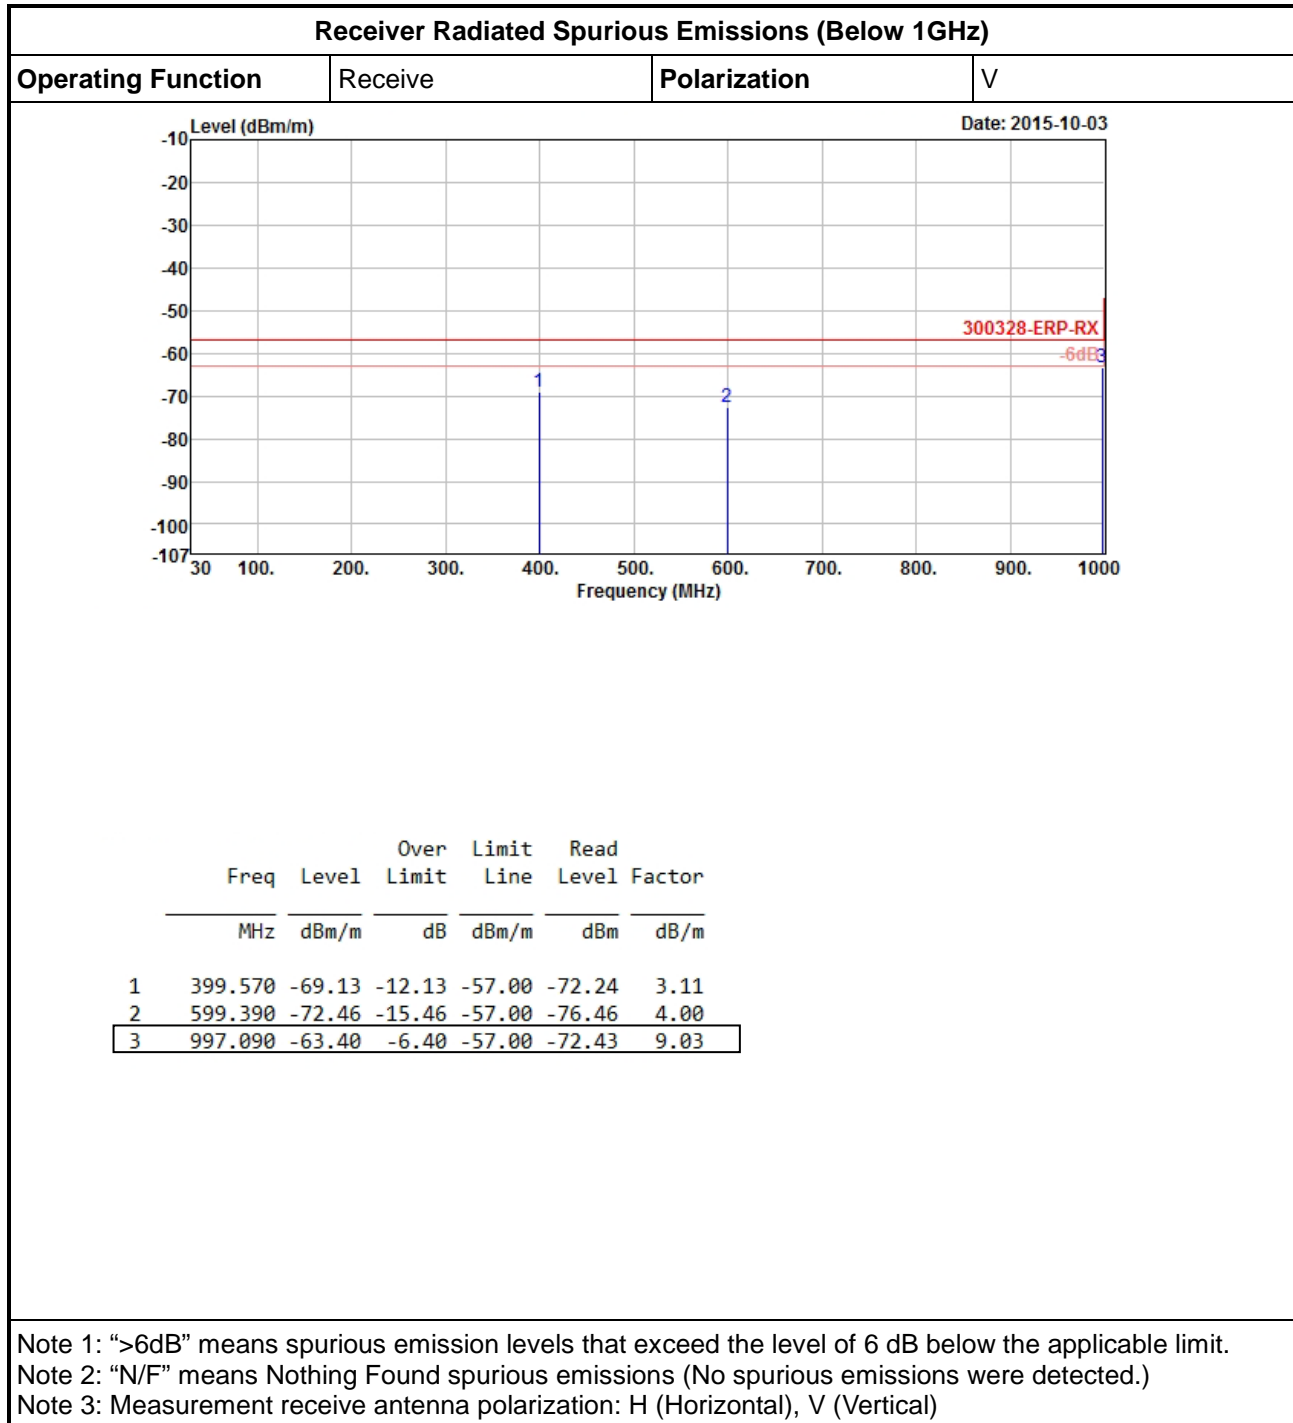 Receiver Radiated Spurious Emissions (Below 1GHz)
Operating Function Receive Polarization V
Level (dBm/m) Date: 2015-10-03
-10
-20
-30
-40
-50
300328-ERP-RX
-60
-6dB
3
1
-70
2
-80
-90
-100
-107
30 100. 200. 300. 400. 500. 600. 700. 800. 900. 1000
Frequency (MHz)
Over Limit Read
Freq Level Limit Line Level Factor
MHz dBm/m dB dBm/m dBm dB/m
1 399.570 -69.13 -12.13 -57.00 -72.24 3.11
2 599.390 -72.46 -15.46 -57.00 -76.46 4.00
3 997.090 -63.40 -6.40 -57.00 -72.43 9.03
Note 1: “>6dB” means spurious emission levels that exceed the level of 6 dB below the applicable limit.
Note 2: “N/F” means Nothing Found spurious emissions (No spurious emissions were detected.)
Note 3: Measurement receive antenna polarization: H (Horizontal), V (Vertical)